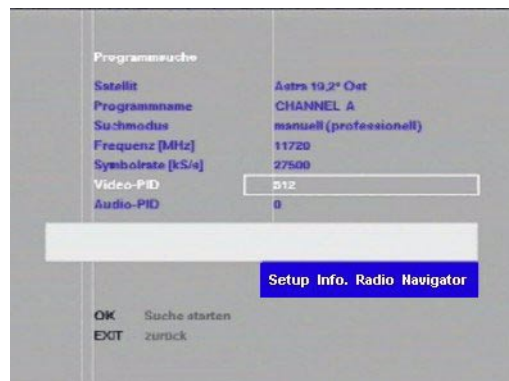 Programmsuche
Satellit Astra 19,2° Ost
Programmname CHANNEL A
Suchmodus manuell (professionell)
Frequenz [MHz] 11720
Symbolrate [kS/s] 27500
Video-PID 512
Audio-PID 0
Setup Info. Radio Navigator
OK Suche starten
EXIT zurück